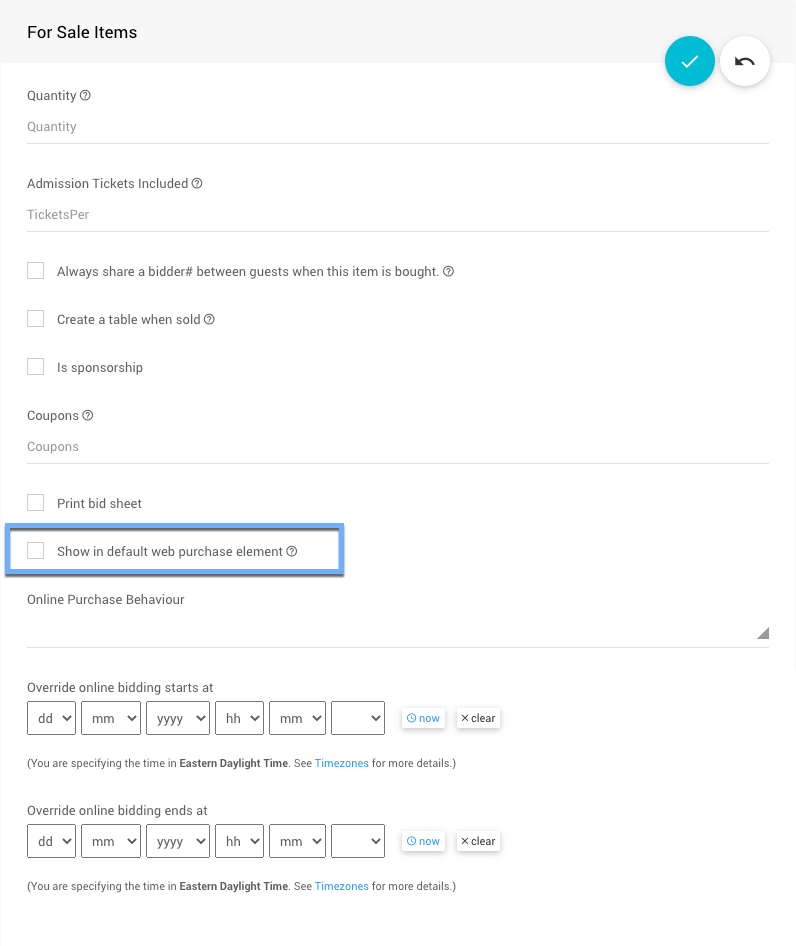 For Sale Items
Quantity
Quantity
Admission Tickets Included
TicketsPer
Always share a bidder# between guests when this item is bought.
Create a table when sold
Is sponsorship
Coupons
Coupons
Print bid sheet
Show in default web purchase element
Online Purchase Behaviour
Override online bidding starts at
dd mm yyyy hh mm now × clear
(You are specifying the time in Eastern Daylight Time. See Timezones for more details.)
Override online bidding ends at
dd mm yyyy hh mm now × clear
(You are specifying the time in Eastern Daylight Time. See Timezones for more details.)